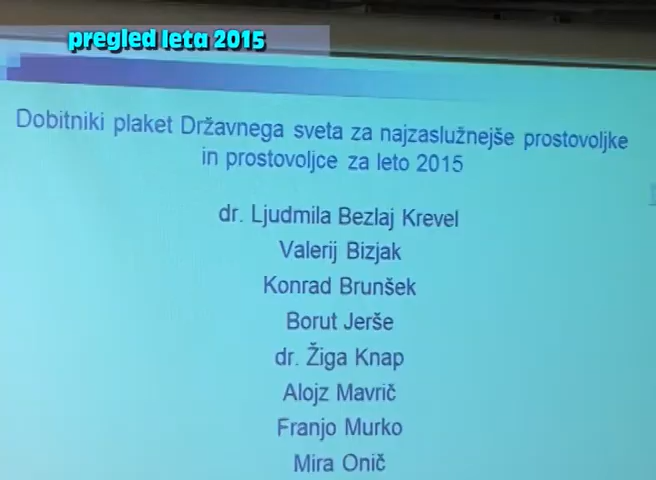 pregled leta 2015
Dobitniki plaket Državnega sveta za najzaslužnejše prostovoljke
in prostovoljce za leto 2015
dr. Ljudmila Bezlaj Krevel
Valerij Bizjak
Konrad Brunšek
Borut Jerše
dr. Žiga Knap
Alojz Mavrič
Franjo Murko
Mira Onič